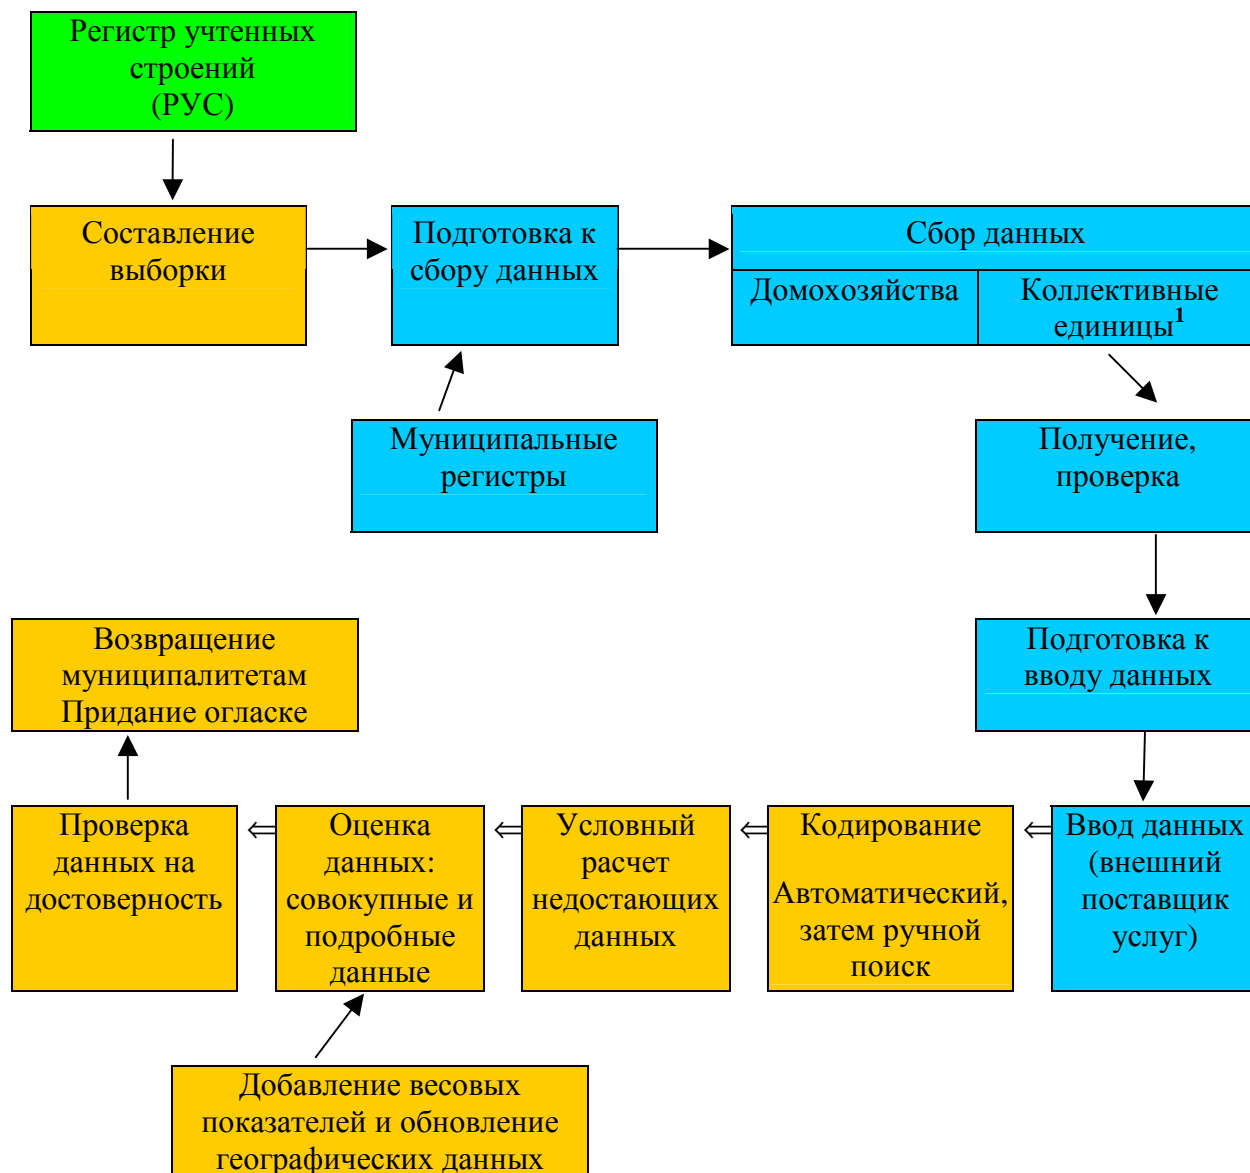 Регистр учтенных
строений
(РУС)
Составление
выборки
Подготовка к
сбору данных
Сбор данных
Домохозяйства
Коллективные
единицы¹
Муниципальные
регистры
Получение,
проверка
Подготовка к
вводу данных
Возвращение
муниципалитетам
Придание огласке
Проверка
данных на
достоверность
Оценка
данных:
совокупные и
подробные
данные
Условный
расчет
недостающих
данных
Кодирование
Автоматический,
затем ручной
поиск
Ввод данных
(внешний
поставщик
услуг)
Добавление весовых
показателей и обновление
географических данных